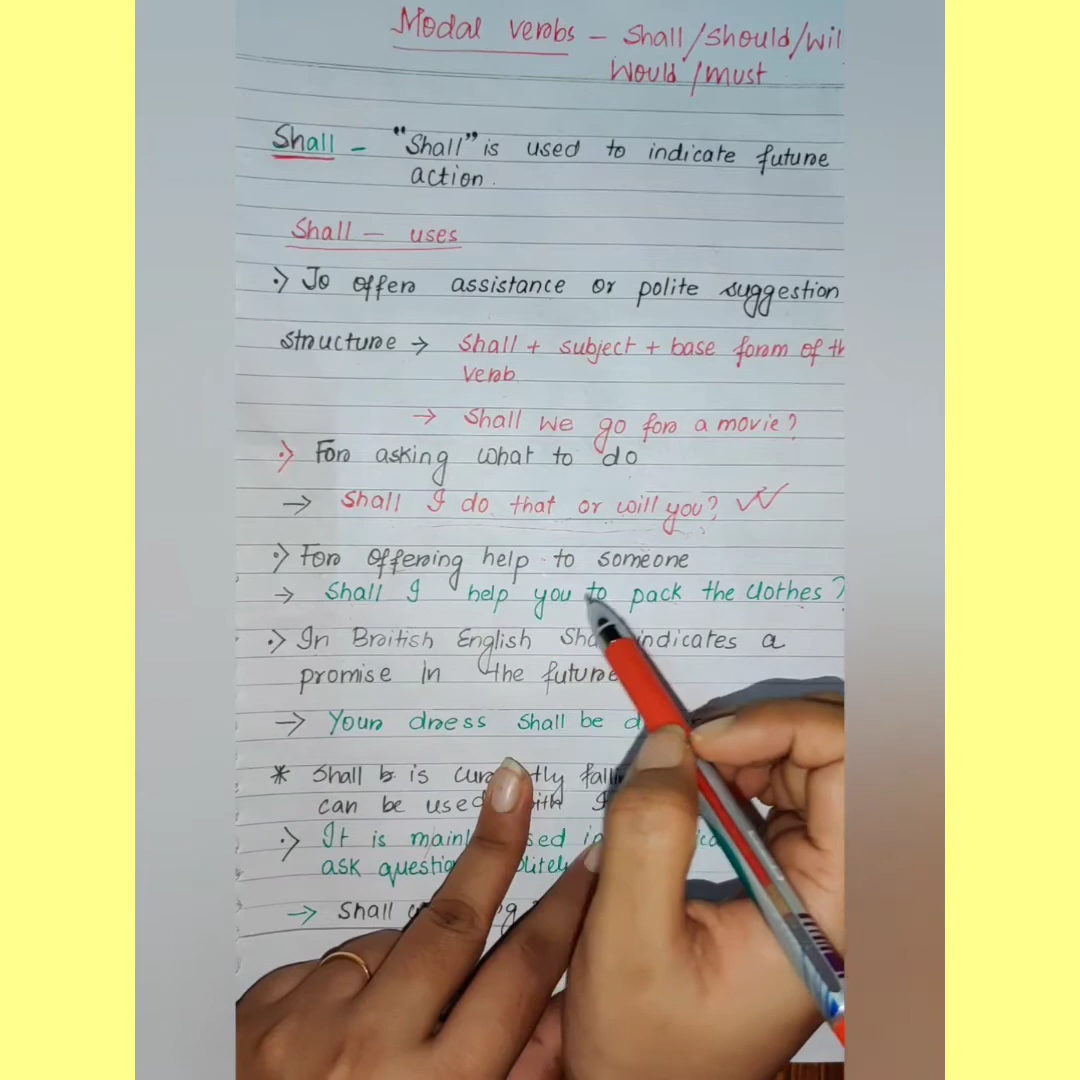 Modal verbs – Shall/Should/Wil
Would/must
Shall – "Shall" is used to indicate future
action.
Shall – uses
To offer assistance or polite suggestion
Structure → Shall + subject + base form of th
verb
→ Shall we go for a movie?
For asking what to do
→ Shall I do that or will you?
For offering help to someone
→ Shall I help you to pack the clothes?
In British English indicates a
promise in the future
→ Your dress shall be
* Shall is
can be used with
It is
ask
→ Shall